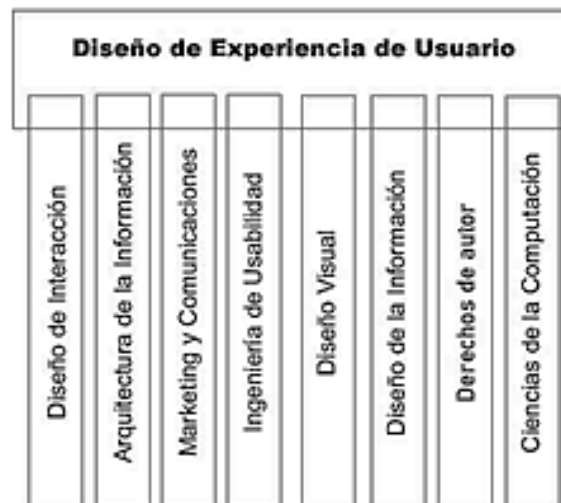 Diseño de Experiencia de Usuario
Diseño de Interacción
Arquitectura de la Información
Marketing y Comunicaciones
Ingeniería de Usabilidad
Diseño Visual
Diseño de la Información
Derechos de autor
Ciencias de la Computación